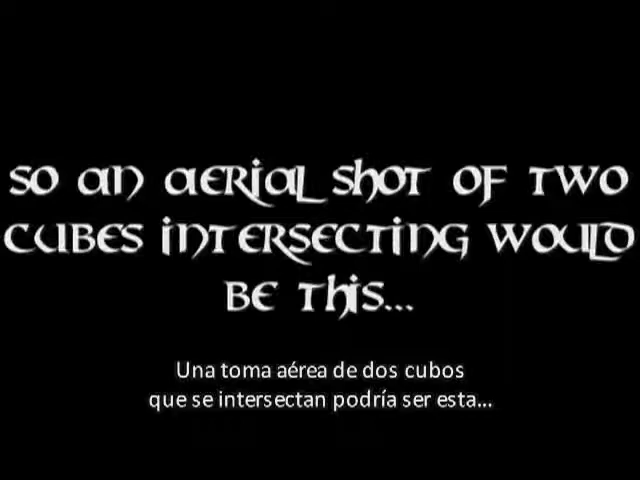 SO AN AERIAL SHOT OF TWO
CUBES INTERSECTING WOULD
BE THIS...
Una toma aérea de dos cubos
que se intersectan podría ser esta...